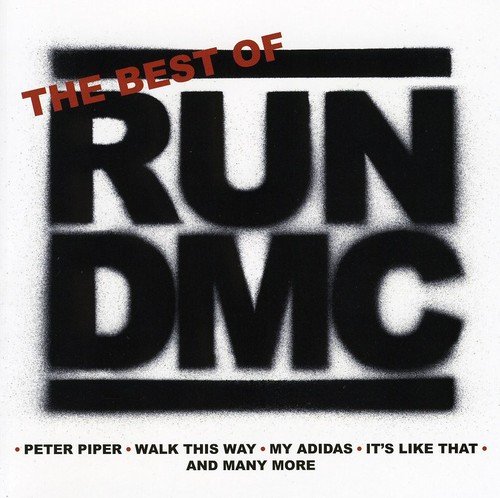 THE BEST OF
RUN
DMC
• PETER PIPER • WALK THIS WAY • MY ADIDAS • IT'S LIKE THAT •
AND MANY MORE